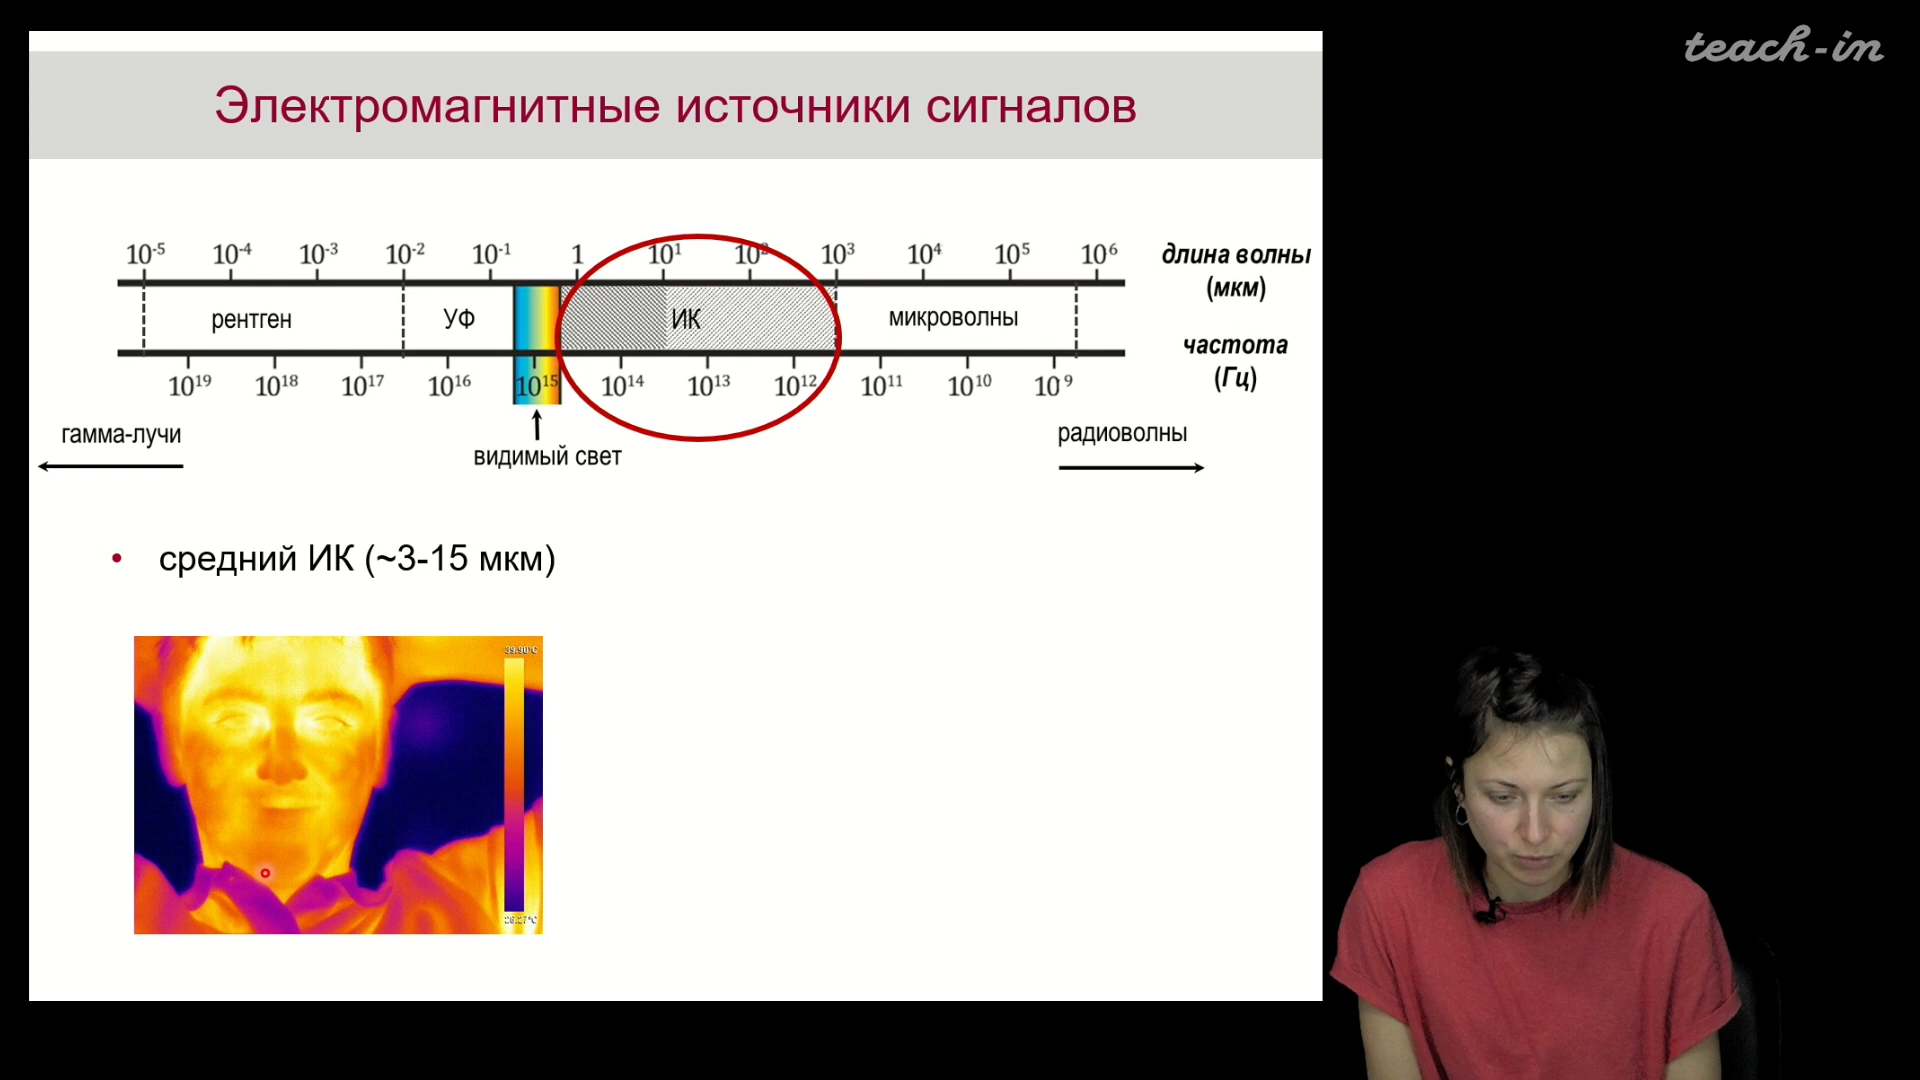 teach-in
Электромагнитные источники сигналов
10⁻⁵ 10⁻⁴ 10⁻³ 10⁻² 10⁻¹ 1 10¹ 10² 10³ 10⁴ 10⁵ 10⁶
длина волны
(мкм)
рентген УФ ИК микроволны
частота
(Гц)
10¹⁹ 10¹⁸ 10¹⁷ 10¹⁶ 10¹⁵ 10¹⁴ 10¹³ 10¹² 10¹¹ 10¹⁰ 10⁹
гамма-лучи
радиоволны
видимый свет
• средний ИК (~3-15 мкм)